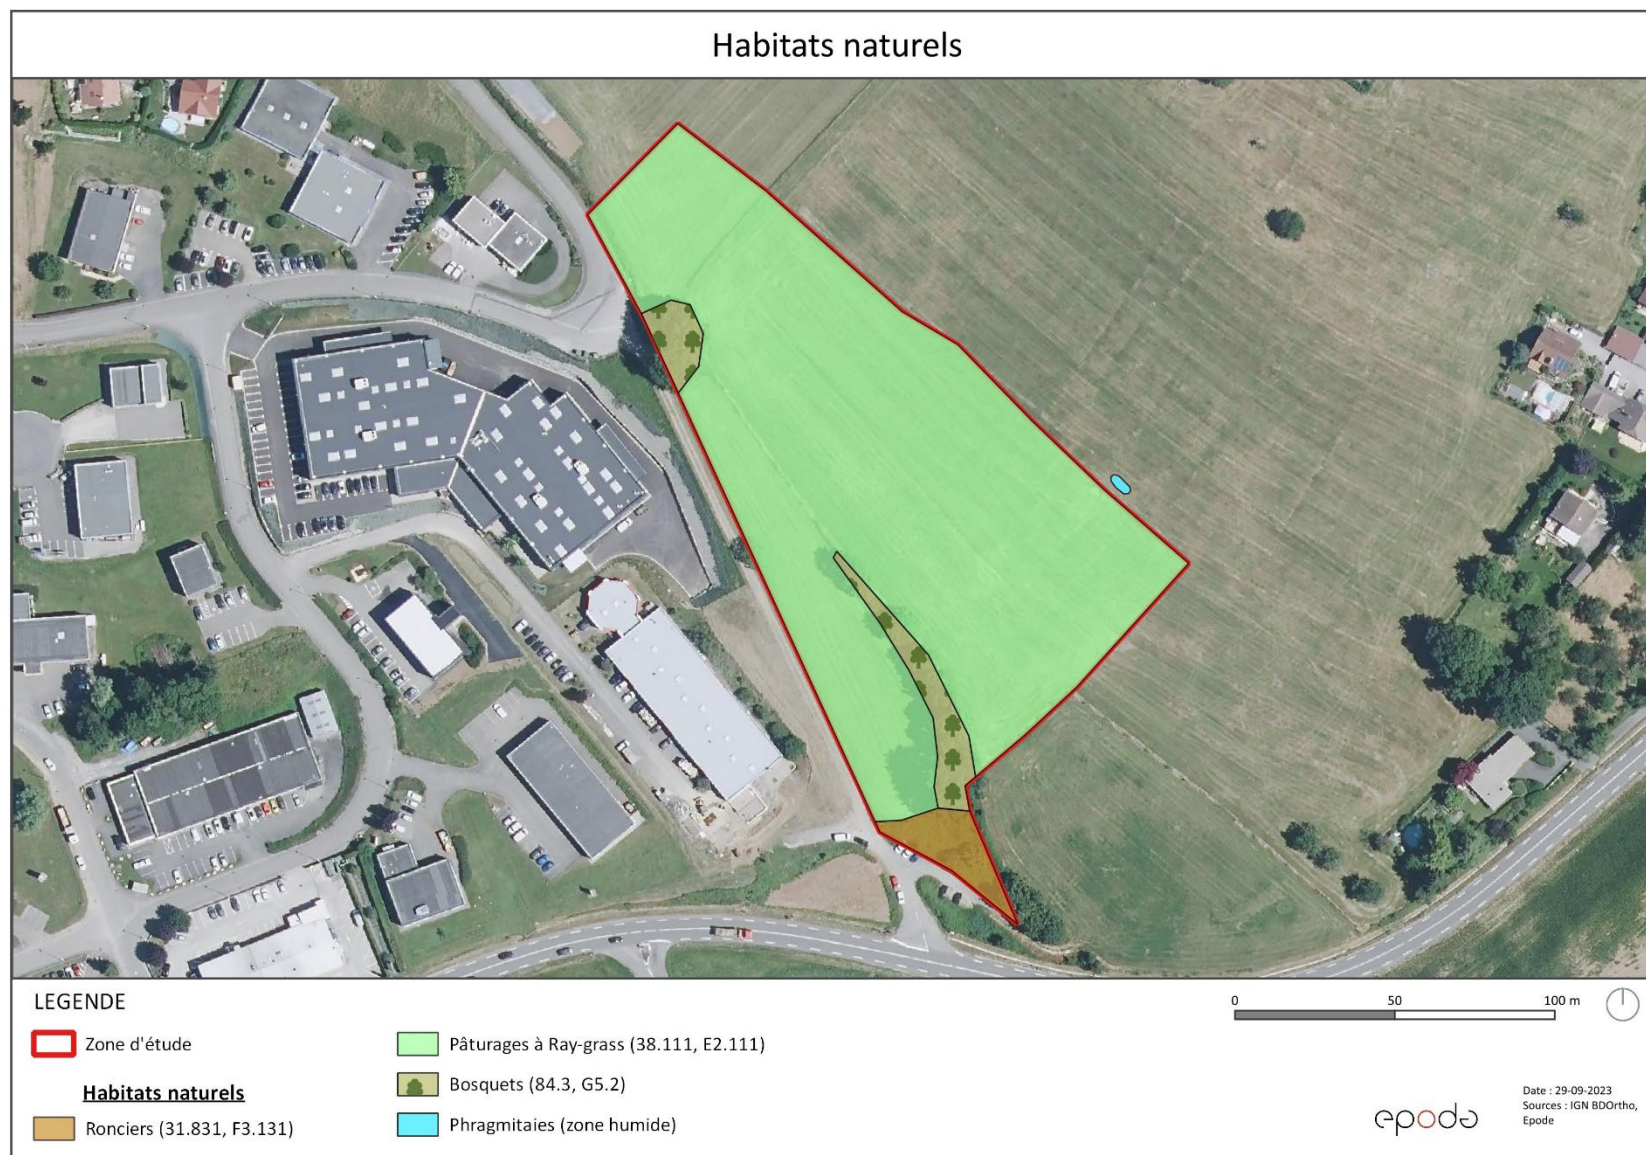 Habitats naturels
LEGENDE
Zone d'étude
Habitats naturels
Ronciers (31.831, F3.131)
Pâturages à Ray-grass (38.111, E2.111)
Bosquets (84.3, G5.2)
Phragmitaies (zone humide)
0 50 100 m
epode
Date : 29-09-2023
Sources : IGN BDOrtho,
Epode